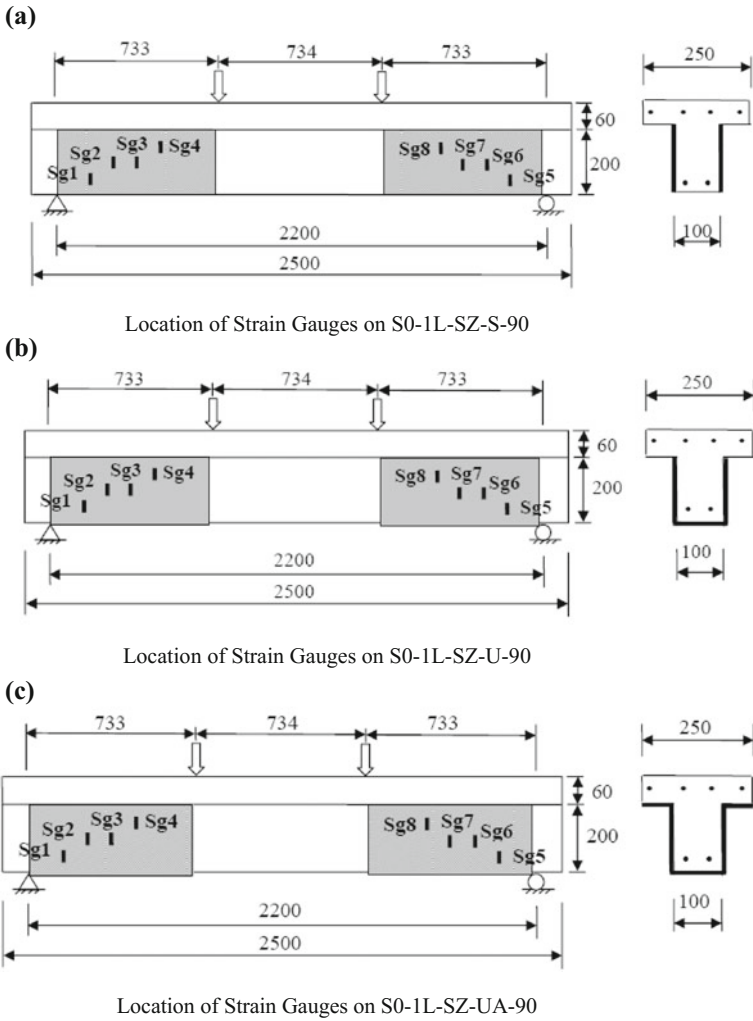 (a)
733 734 733 250
60
Sg2 Sg3 Sg4 Sg8 Sg7 Sg6 200
Sg1 Sg5
2200 100
2500
Location of Strain Gauges on S0-1L-SZ-S-90
(b)
733 734 733 250
60
Sg2 Sg3 Sg4 Sg8 Sg7 Sg6 200
Sg1 Sg5
2200 100
2500
Location of Strain Gauges on S0-1L-SZ-U-90
(c)
733 734 733 250
60
Sg2 Sg3 Sg4 Sg8 Sg7 Sg6 200
Sg1 Sg5
2200 100
2500
Location of Strain Gauges on S0-1L-SZ-UA-90